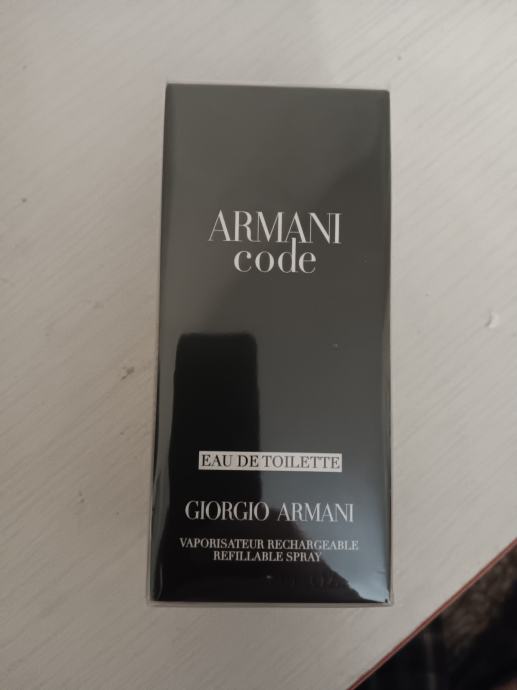 ARMANI
code
EAU DE TOILETTE
GIORGIO ARMANI
VAPORISATEUR RECHARGEABLE
REFILLABLE SPRAY